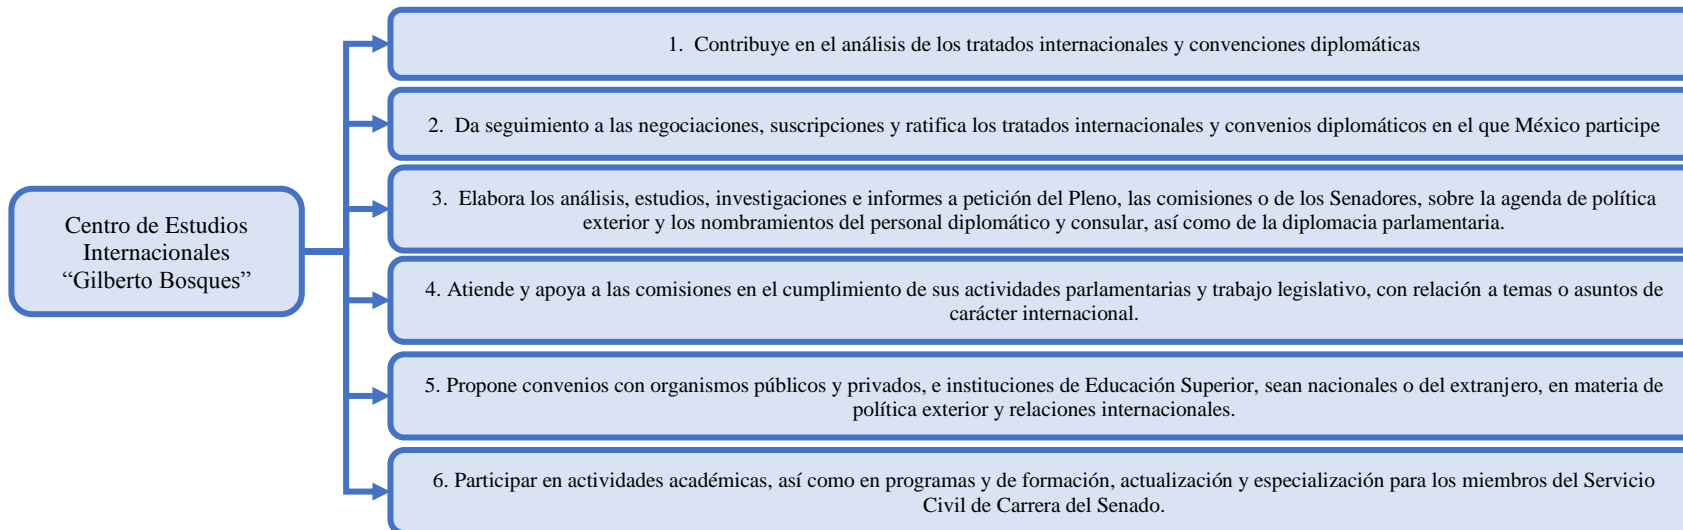 Centro de Estudios
Internacionales
“Gilberto Bosques”
1. Contribuye en el análisis de los tratados internacionales y convenciones diplomáticas
2. Da seguimiento a las negociaciones, suscripciones y ratifica los tratados internacionales y convenios diplomáticos en el que México participe
3. Elabora los análisis, estudios, investigaciones e informes a petición del Pleno, las comisiones o de los Senadores, sobre la agenda de política
exterior y los nombramientos del personal diplomático y consular, así como de la diplomacia parlamentaria.
4. Atiende y apoya a las comisiones en el cumplimiento de sus actividades parlamentarias y trabajo legislativo, con relación a temas o asuntos de
carácter internacional.
5. Propone convenios con organismos públicos y privados, e instituciones de Educación Superior, sean nacionales o del extranjero, en materia de
política exterior y relaciones internacionales.
6. Participar en actividades académicas, así como en programas y de formación, actualización y especialización para los miembros del Servicio
Civil de Carrera del Senado.